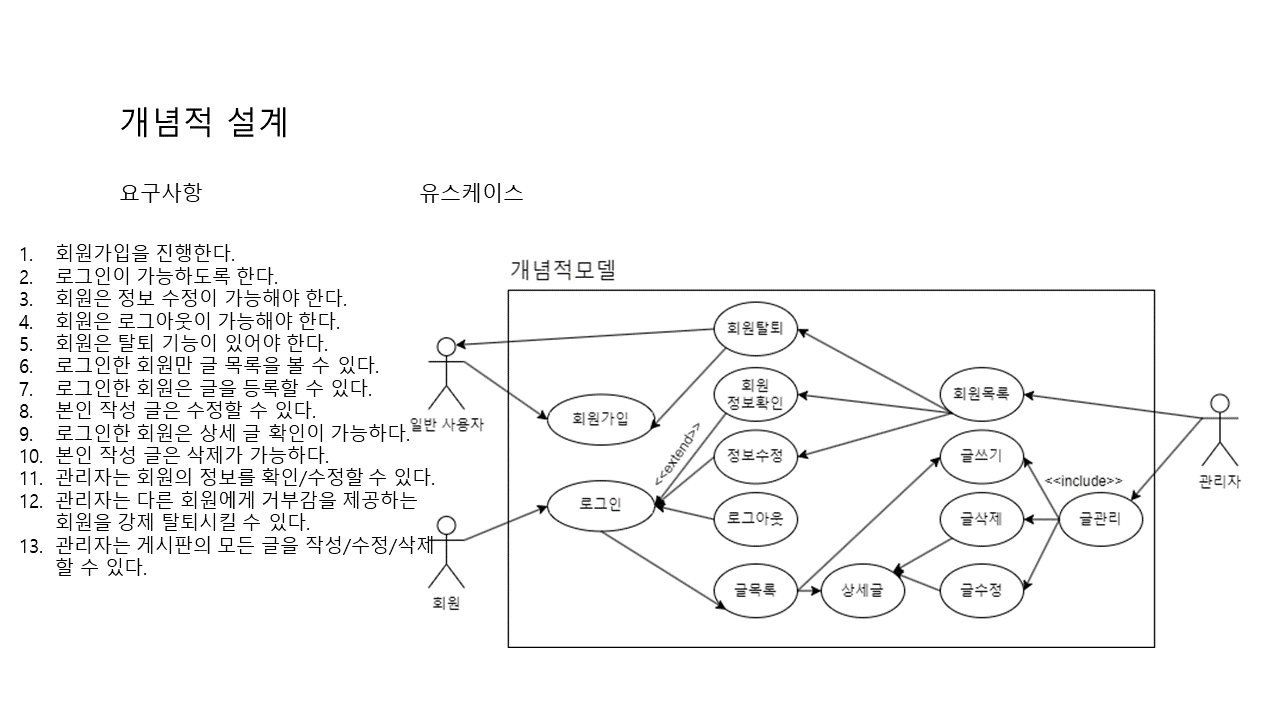 개념적 설계
요구사항
유스케이스
1. 회원가입을 진행한다.
2. 로그인이 가능하도록 한다.
3. 회원은 정보 수정이 가능해야 한다.
4. 회원은 로그아웃이 가능해야 한다.
5. 회원은 탈퇴 기능이 있어야 한다.
6. 로그인한 회원만 글 목록을 볼 수 있다.
7. 로그인한 회원은 글을 등록할 수 있다.
8. 본인 작성 글은 수정할 수 있다.
9. 로그인한 회원은 상세 글 확인이 가능하다.
10. 본인 작성 글은 삭제가 가능하다.
11. 관리자는 회원의 정보를 확인/수정할 수 있다.
12. 관리자는 다른 회원에게 거부감을 제공하는
회원을 강제 탈퇴시킬 수 있다.
13. 관리자는 게시판의 모든 글을 작성/수정/삭제
할 수 있다.
개념적모델
일반 사용자
회원
회원가입
로그인
<<extend>>
회원탈퇴
회원
정보확인
정보수정
로그아웃
글목록
상세글
회원목록
글쓰기
글삭제
글수정
<<include>>
글관리
관리자